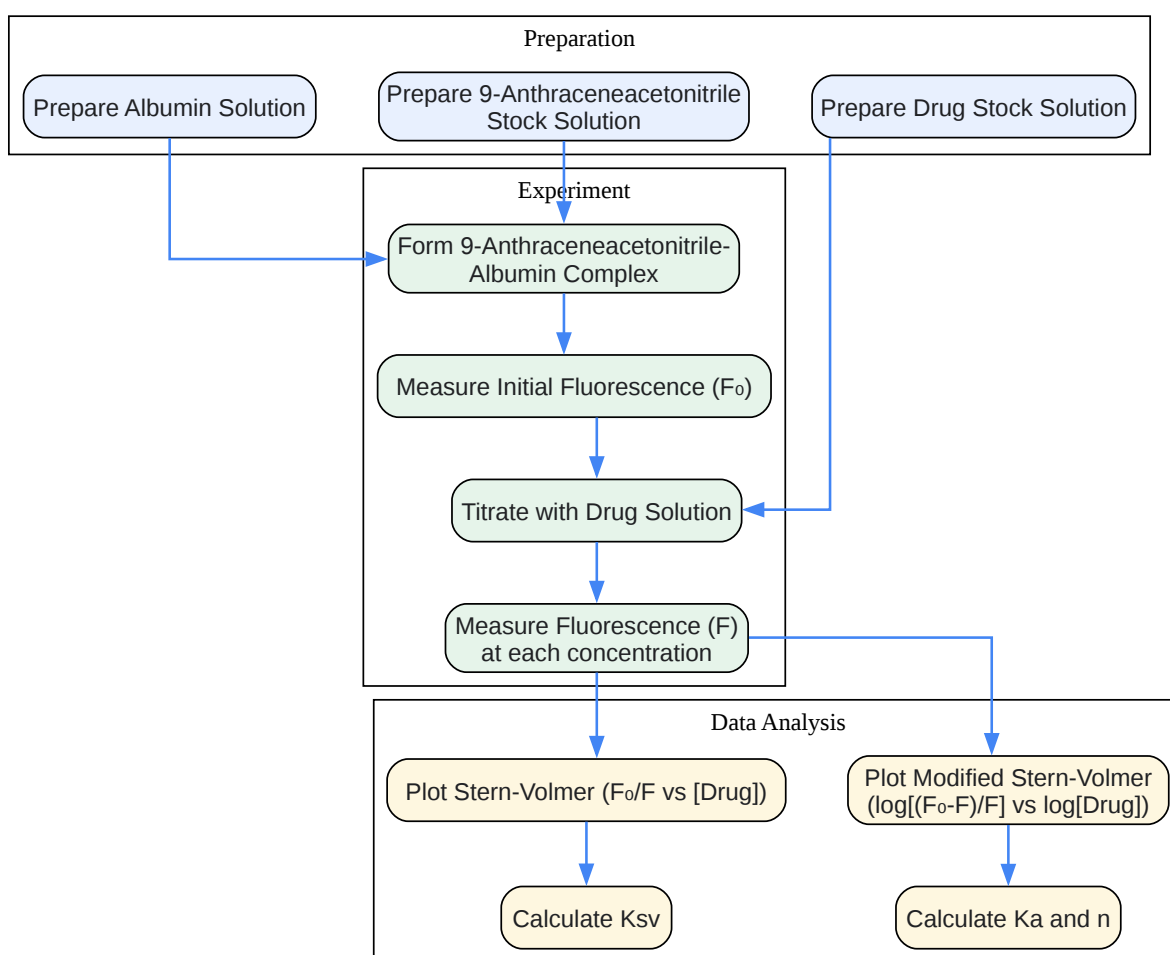 Preparation
Prepare Albumin Solution
Prepare 9-Anthraceneacetonitrile
Stock Solution
Prepare Drug Stock Solution
Experiment
Form 9-Anthraceneacetonitrile-
Albumin Complex
Measure Initial Fluorescence (F₀)
Titrate with Drug Solution
Measure Fluorescence (F)
at each concentration
Data Analysis
Plot Stern-Volmer (F₀/F vs [Drug])
Plot Modified Stern-Volmer
(log[(F₀-F)/F] vs log[Drug])
Calculate Ksv
Calculate Ka and n